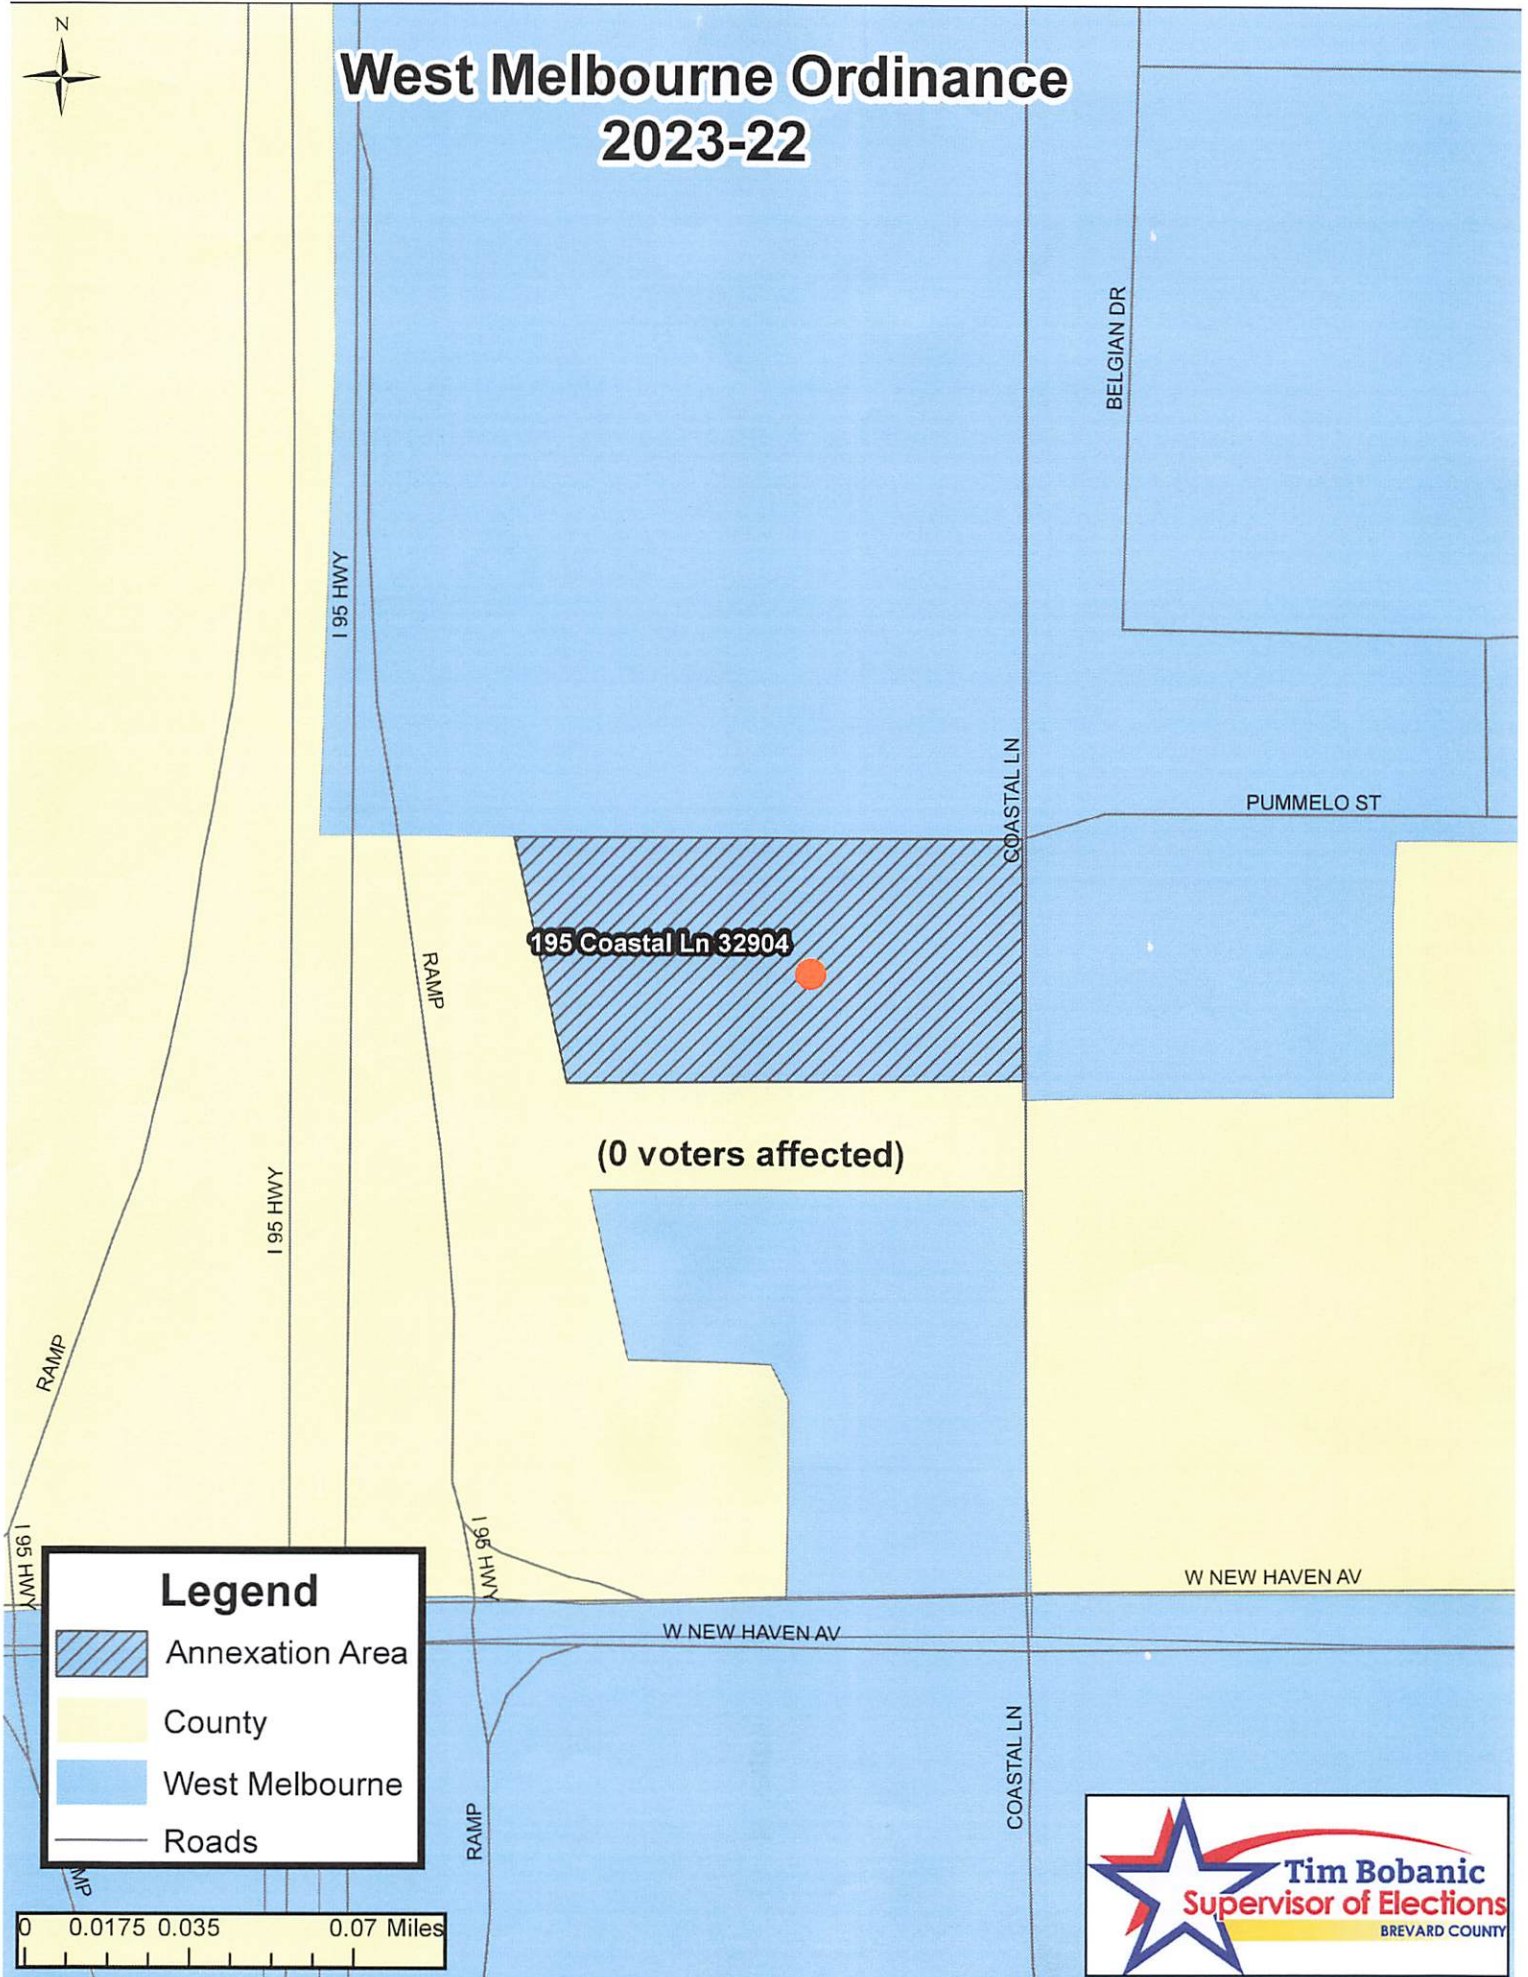 N
West Melbourne Ordinance
2023-22
BELGIAN DR
I 95 HWY
COASTAL LN
PUMMELO ST
195 Coastal Ln 32904
RAMP
(0 voters affected)
I 95 HWY
RAMP
I 95 HWY
I 95 HWY
W NEW HAVEN AV
W NEW HAVEN AV
Legend
Annexation Area
County
West Melbourne
Roads
COASTAL LN
RAMP
MP
0 0.0175 0.035 0.07 Miles
Tim Bobanic
Supervisor of Elections
BREVARD COUNTY